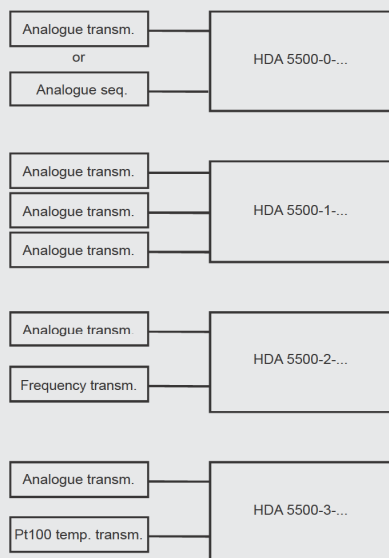 Analogue transm.
or
Analogue seq.
HDA 5500-0-...
Analogue transm.
Analogue transm.
Analogue transm.
HDA 5500-1-...
Analogue transm.
Frequency transm.
HDA 5500-2-...
Analogue transm.
Pt100 temp. transm.
HDA 5500-3-...